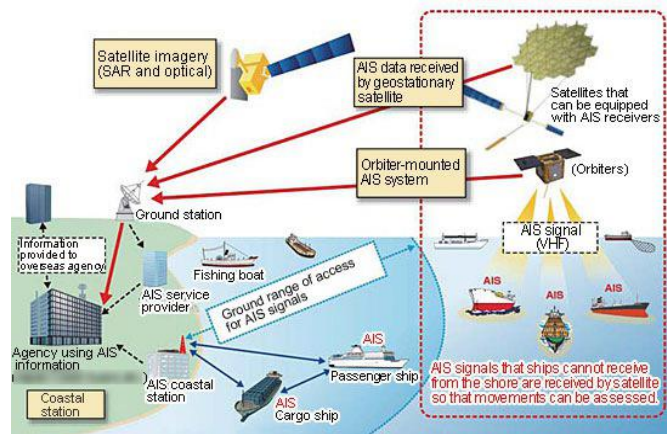 Satellite imagery
(SAR and optical)
AIS data received
by geostationary
satellite
Satellites that
can be equipped
with AIS receivers
Orbiter-mounted
AIS system
(Orbiters)
Ground station
AIS signal
(VHF)
Information
provided to
overseas agency
Fishing boat
AIS service
provider
Ground range of access
for AIS signals
AIS
AIS
AIS
Agency using AIS
information
AIS coastal
station
AIS
Passenger ship
AIS
Cargo ship
Coastal
station
AIS signals that ships cannot receive
from the shore are received by satellite
so that movements can be assessed.